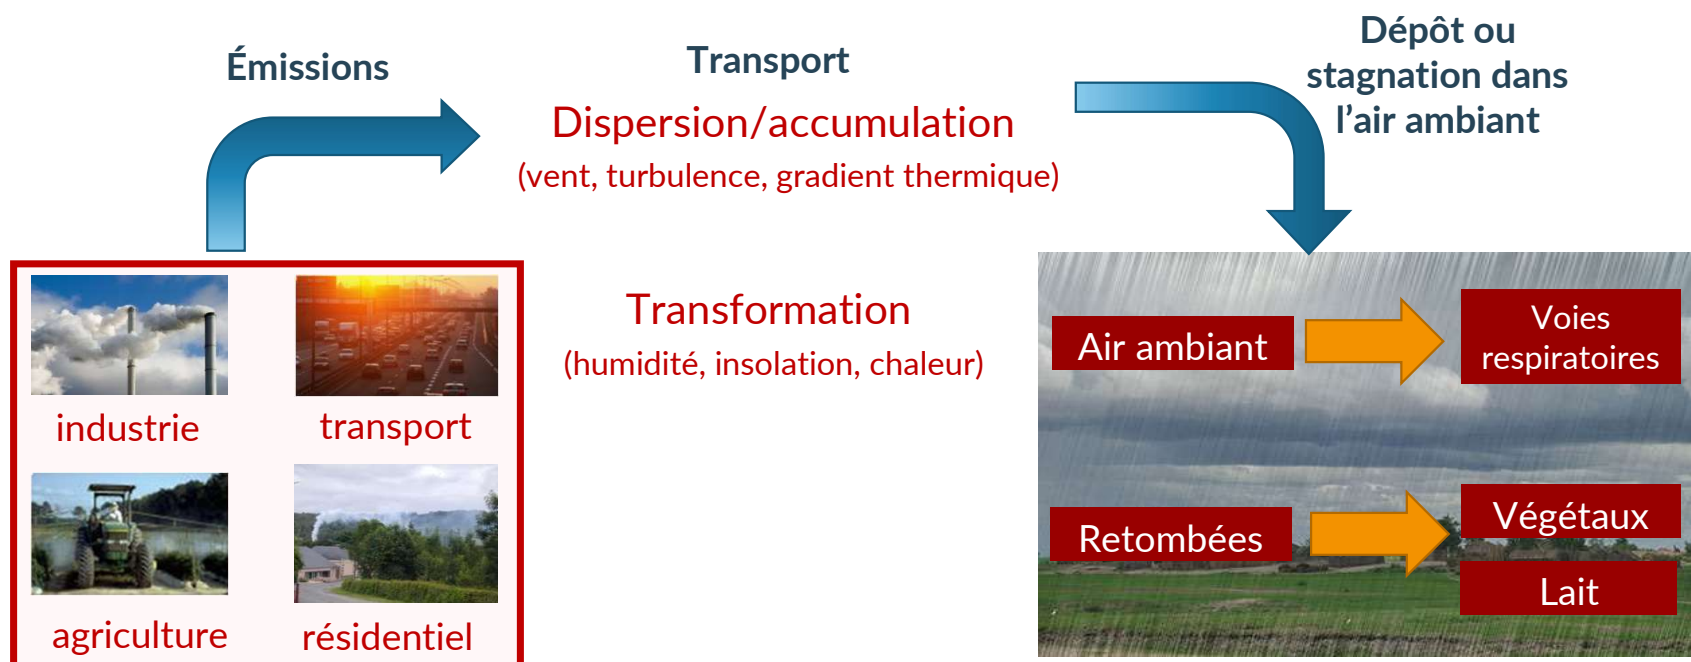 Émissions
Transport
Dispersion/accumulation
(vent, turbulence, gradient thermique)
Transformation
(humidité, insolation, chaleur)
Dépôt ou
stagnation dans
l’air ambiant
industrie
transport
agriculture
résidentiel
Air ambiant
Voies
respiratoires
Retombées
Végétaux
Lait